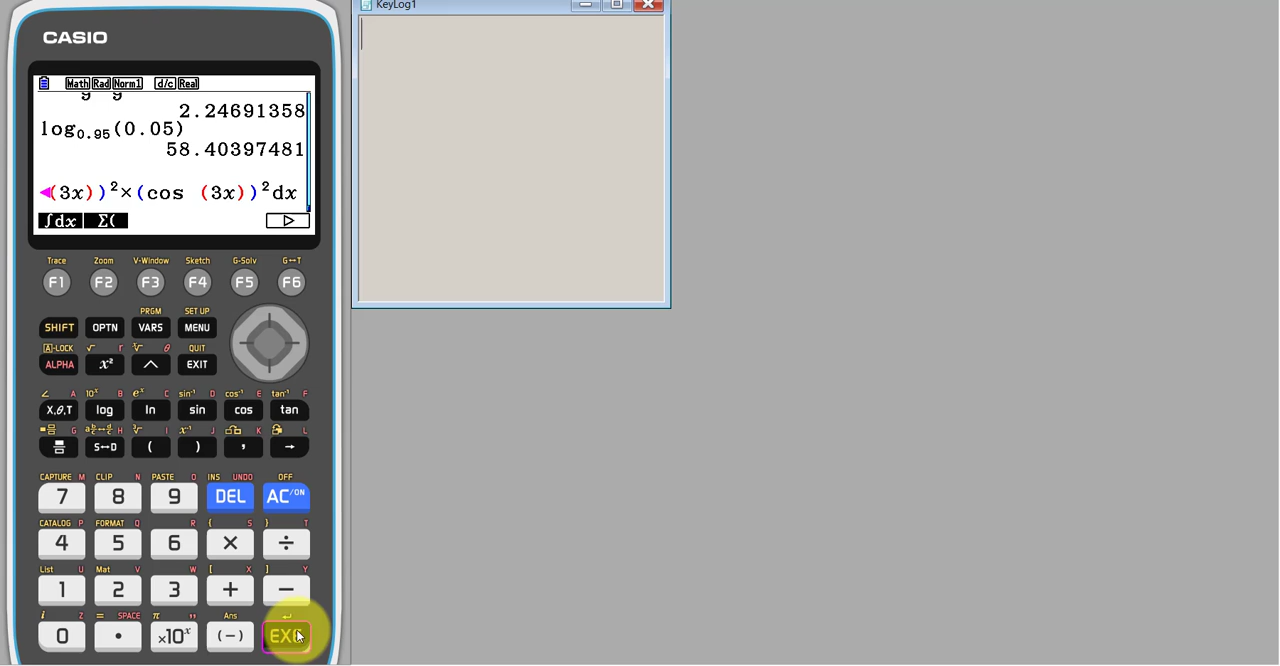 KeyLog1
CASIO
Math Rad Norm1 d/c Real
2.24691358
log0.95(0.05)
58.40397481
◀(3x))²×(cos (3x))²dx
∫dx Σ( ▷
Trace Zoom V-Window Sketch G-Solv G↔T
F1 F2 F3 F4 F5 F6
PRGM SET UP
SHIFT OPTN VARS MENU
A-LOCK √ r θ QUIT
ALPHA x² ^ EXIT
∠ A 10ˣ B eˣ C sin⁻¹ D cos⁻¹ E tan⁻¹ F
X,θ,T log ln sin cos tan
G H ∛ I x⁻¹ J K L
S↔D ( ) , →
CAPTURE M CLIP N PASTE O INS UNDO OFF
7 8 9 DEL AC/ON
CATALOG P FORMAT Q R { S } T
4 5 6 × ÷
List U Mat V W [ X ] Y
1 2 3 + −
i Z = SPACE π " Ans ↵
0 • ×10ˣ (−) EXE